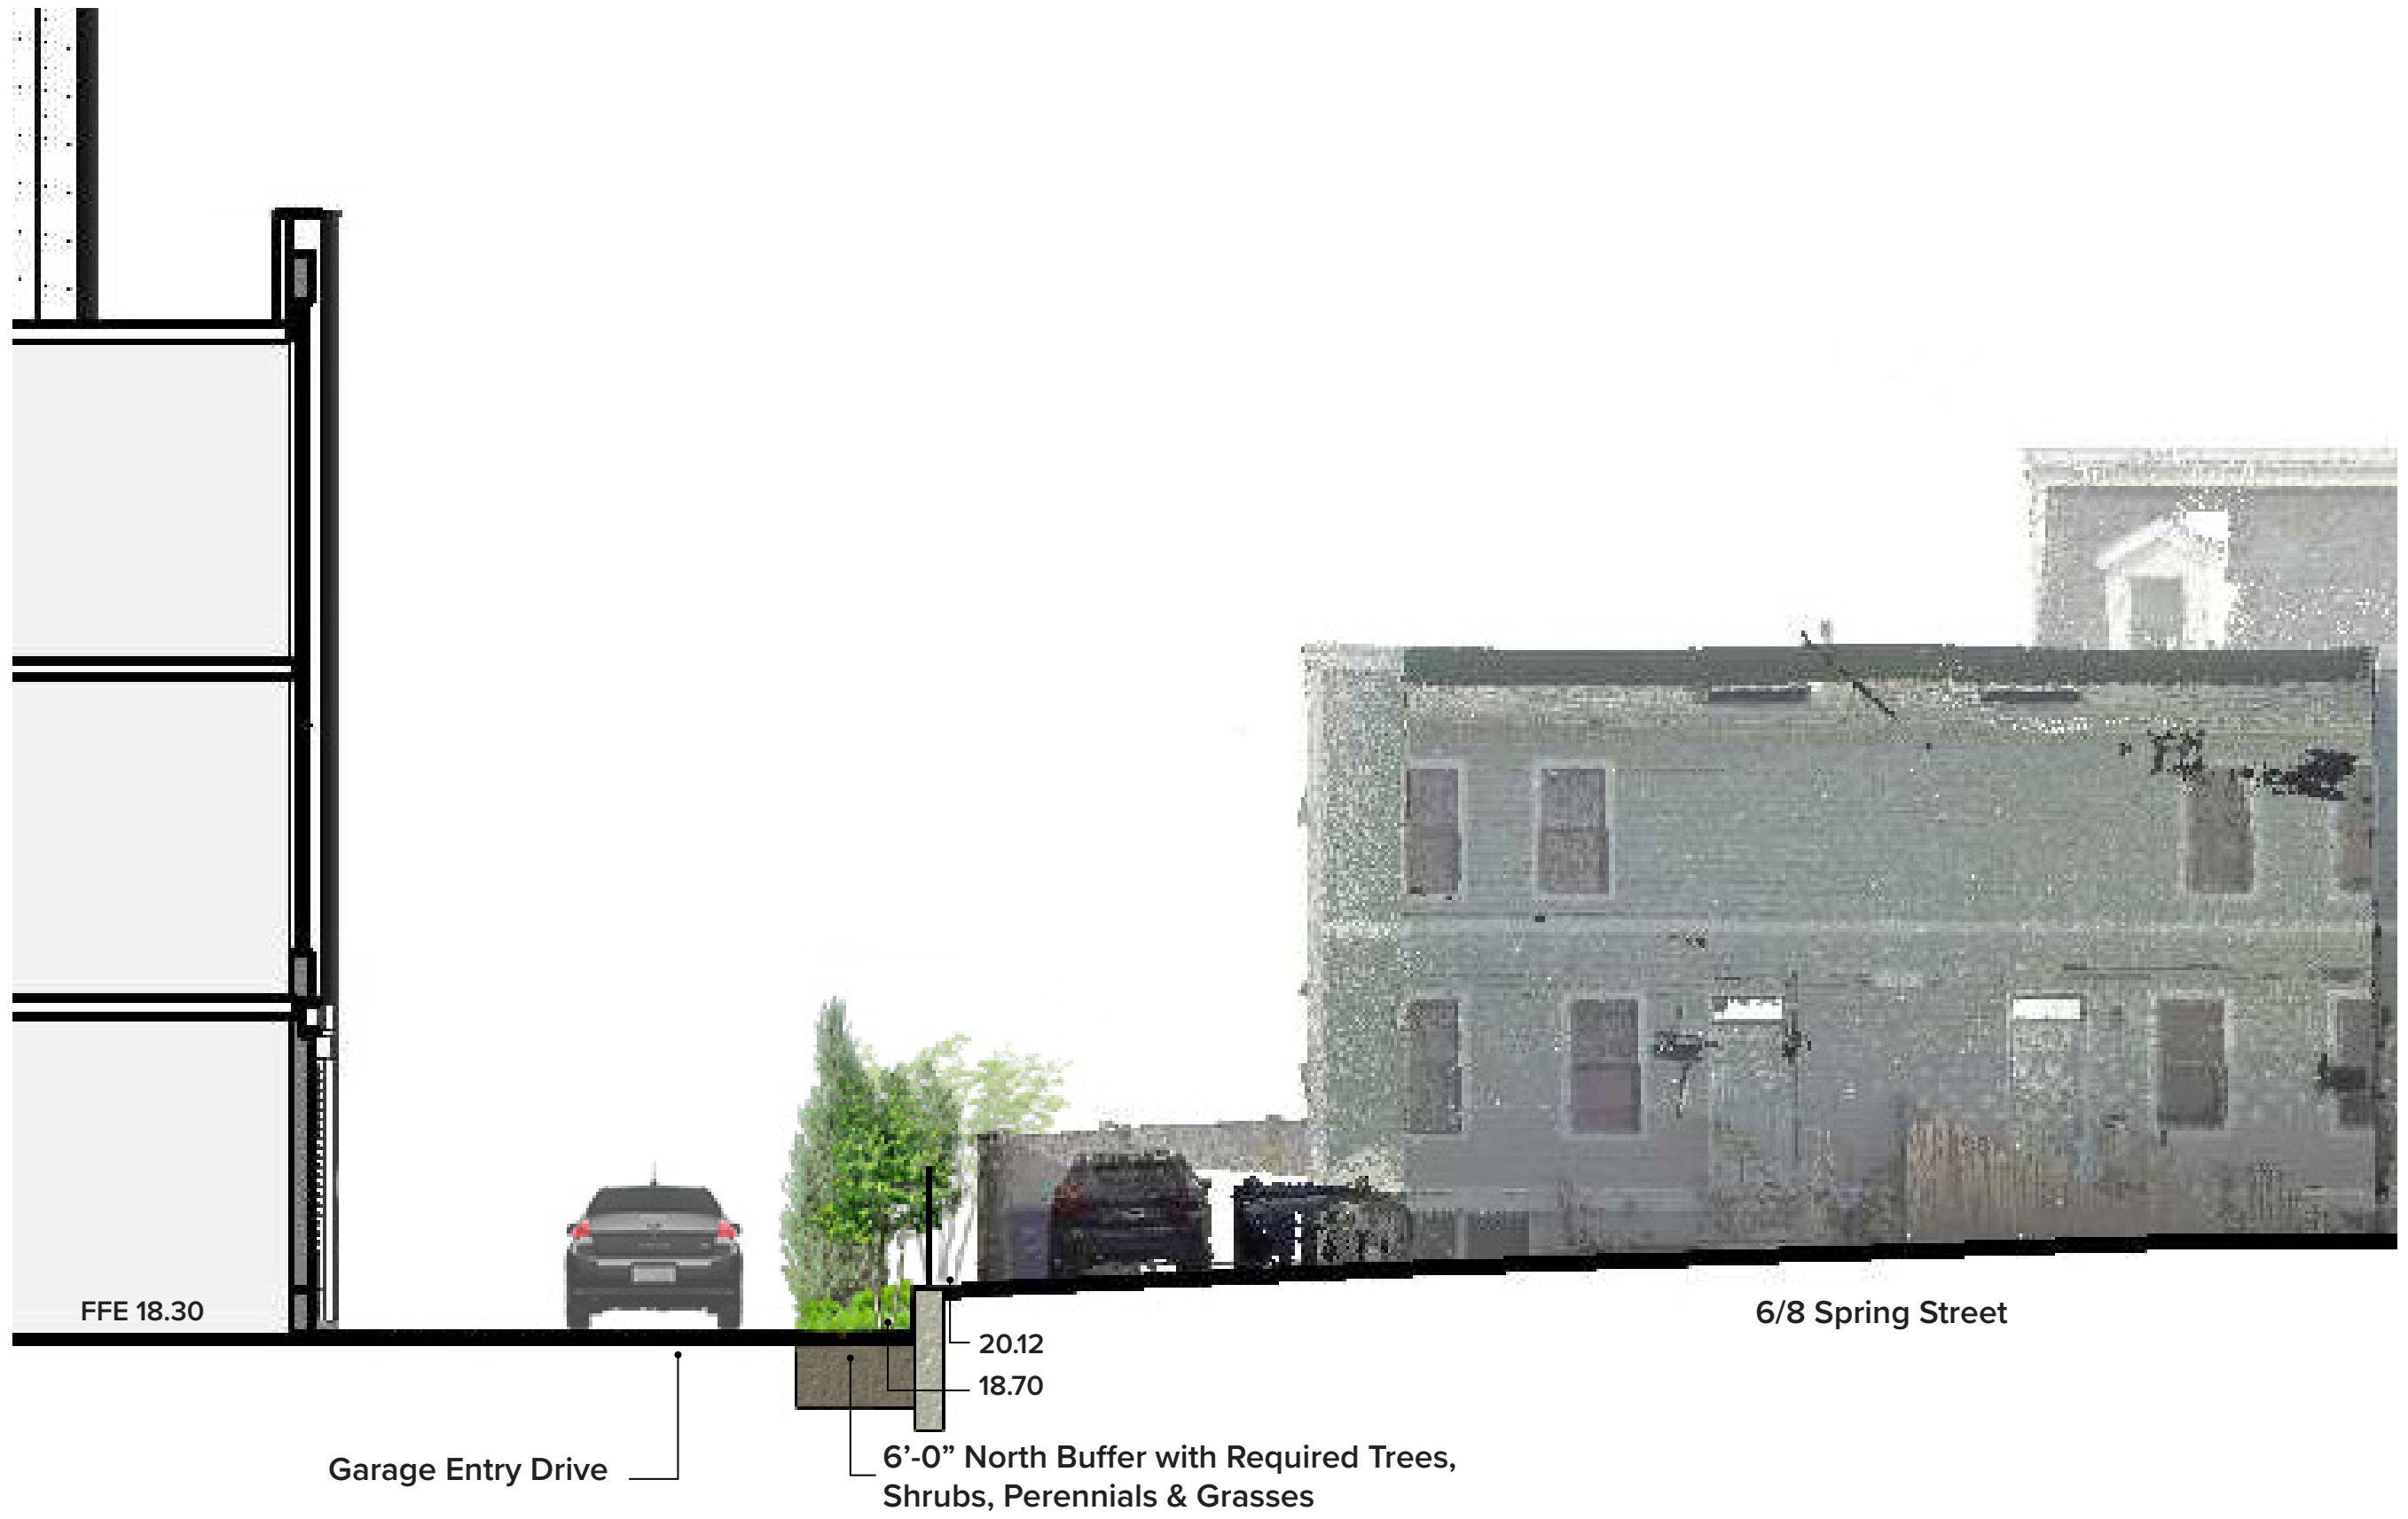 FFE 18.30
6/8 Spring Street
20.12
18.70
Garage Entry Drive
6’-0” North Buffer with Required Trees,
Shrubs, Perennials & Grasses